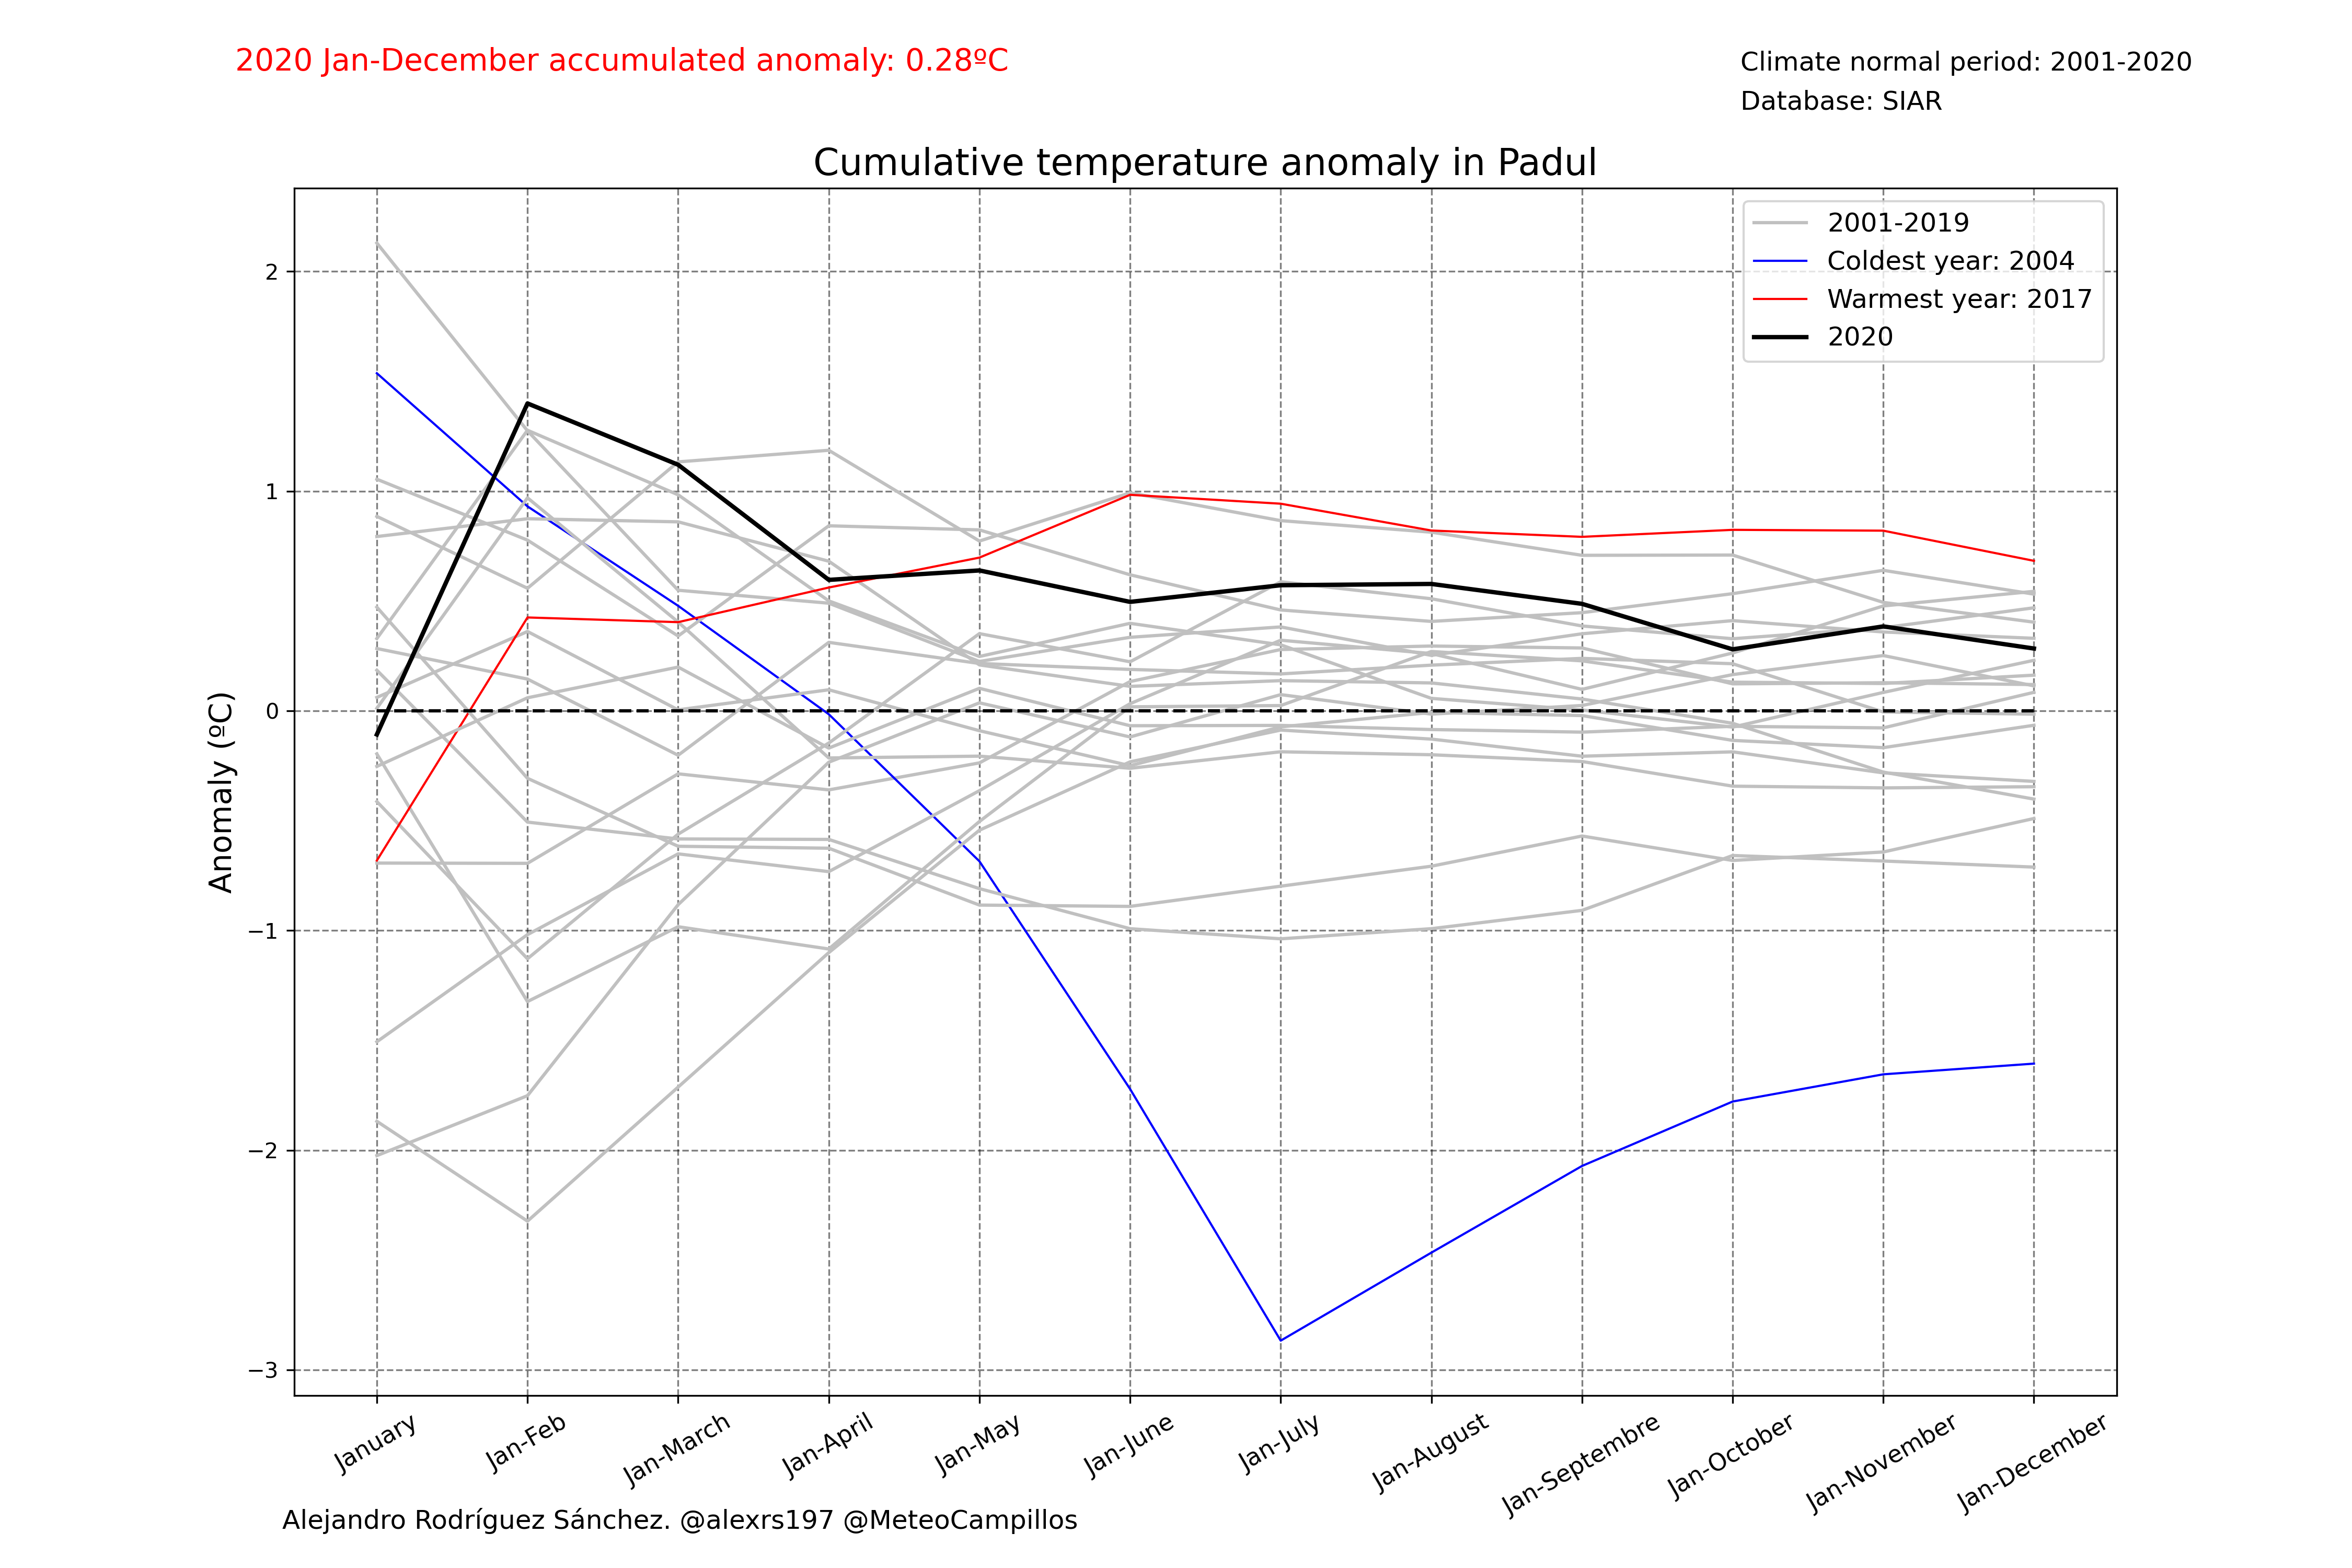 2020 Jan-December accumulated anomaly: 0.28ºC
Climate normal period: 2001-2020
Database: SIAR
Cumulative temperature anomaly in Padul
2001-2019
Coldest year: 2004
Warmest year: 2017
2020
Anomaly (ºC)
2
1
0
−1
−2
−3
January
Jan-Feb
Jan-March
Jan-April
Jan-May
Jan-June
Jan-July
Jan-August
Jan-Septembre
Jan-October
Jan-November
Jan-December
Alejandro Rodríguez Sánchez. @alexrs197 @MeteoCampillos